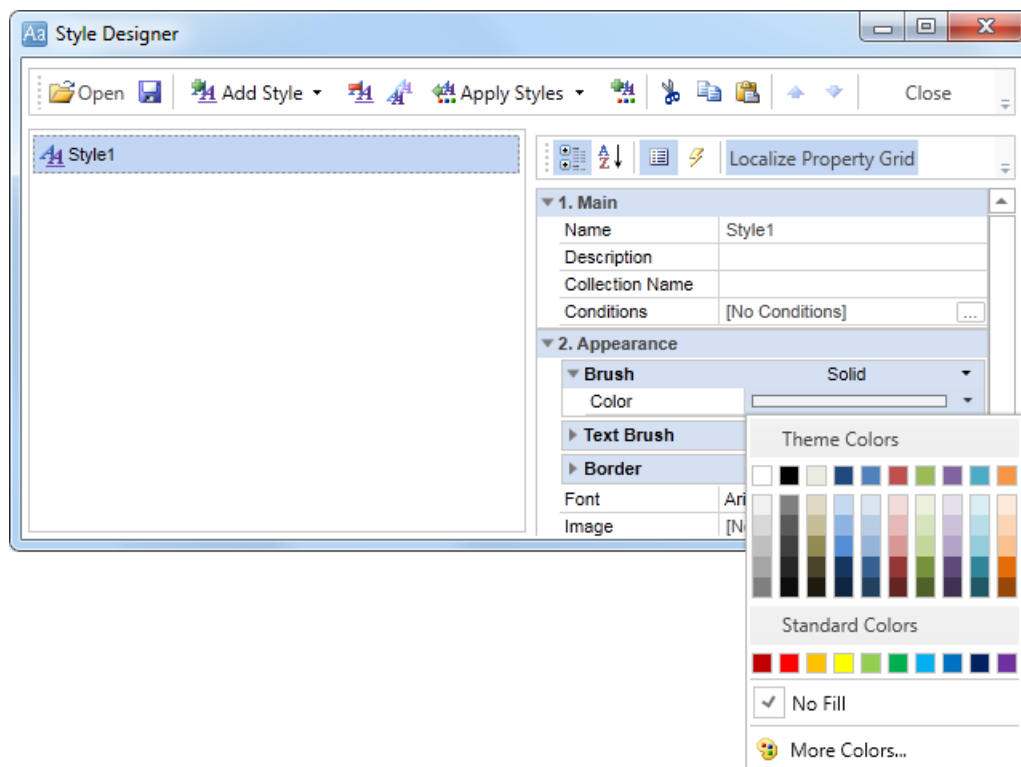 Aa Style Designer
Open Add Style Apply Styles Close
Style1
A Z Localize Property Grid
1. Main
Name Style1
Description
Collection Name
Conditions [No Conditions] ...
2. Appearance
Brush Solid
Color
Text Brush
Border
Font Ari
Image [N
Theme Colors
Standard Colors
No Fill
More Colors...